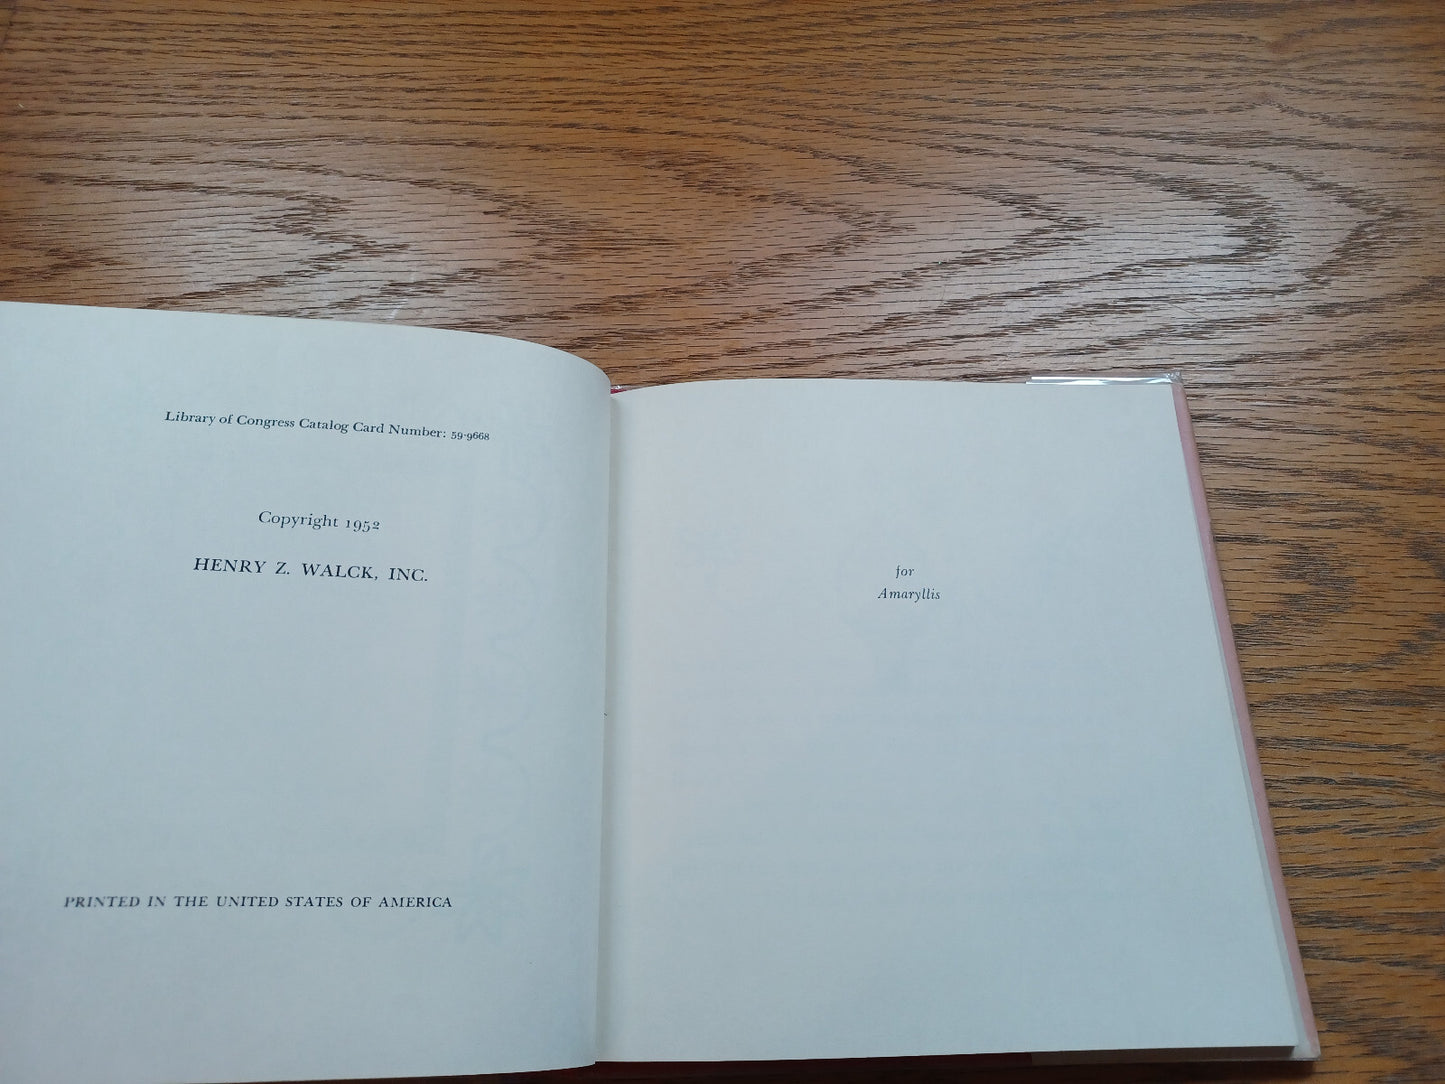 Library of Congress Catalog Card Number: 59-9668
Copyright 1952
HENRY Z. WALCK, INC.
PRINTED IN THE UNITED STATES OF AMERICA
for
Amaryllis